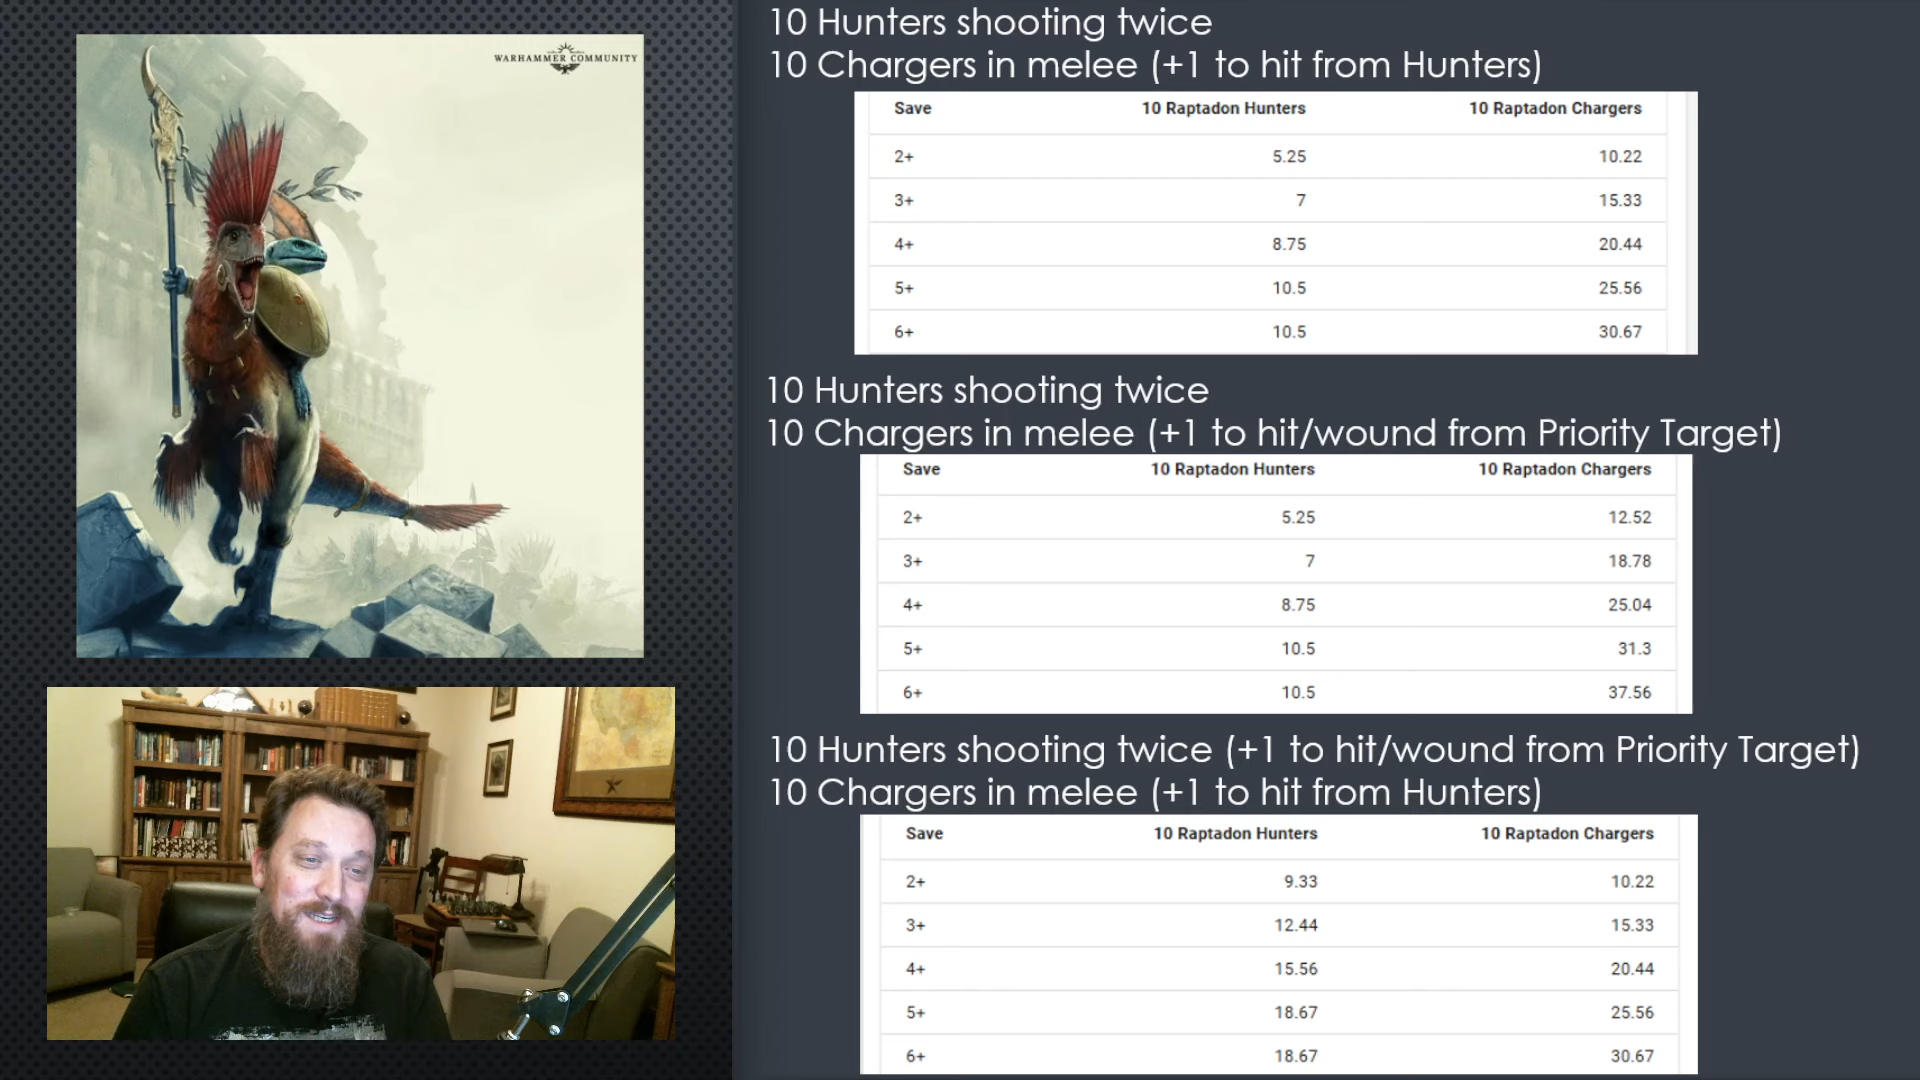 WARHAMMER COMMUNITY
10 Hunters shooting twice
10 Chargers in melee (+1 to hit from Hunters)
Save 10 Raptadon Hunters 10 Raptadon Chargers
2+ 5.25 10.22
3+ 7 15.33
4+ 8.75 20.44
5+ 10.5 25.56
6+ 10.5 30.67
10 Hunters shooting twice
10 Chargers in melee (+1 to hit/wound from Priority Target)
Save 10 Raptadon Hunters 10 Raptadon Chargers
2+ 5.25 12.52
3+ 7 18.78
4+ 8.75 25.04
5+ 10.5 31.3
6+ 10.5 37.56
10 Hunters shooting twice (+1 to hit/wound from Priority Target)
10 Chargers in melee (+1 to hit from Hunters)
Save 10 Raptadon Hunters 10 Raptadon Chargers
2+ 9.33 10.22
3+ 12.44 15.33
4+ 15.56 20.44
5+ 18.67 25.56
6+ 18.67 30.67